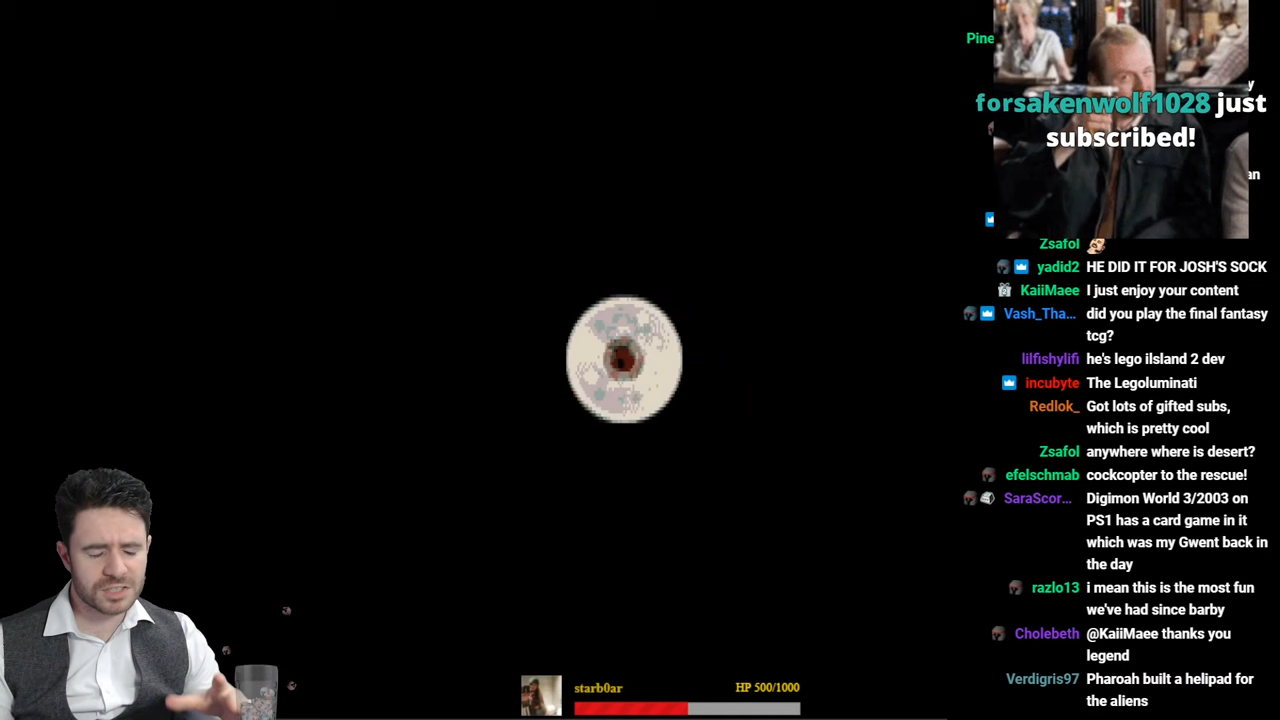 Pine
forsakenwolf1028 just
subscribed!
y
an
Zsafol
yadid2 HE DID IT FOR JOSH'S SOCK
KaiiMaee I just enjoy your content
Vash_Tha... did you play the final fantasy
tcg?
lilfishylifi he's lego ilsland 2 dev
incubyte The Legoluminati
Redlok_ Got lots of gifted subs,
which is pretty cool
Zsafol anywhere where is desert?
efelschmab cockcopter to the rescue!
SaraScor... Digimon World 3/2003 on
PS1 has a card game in it
which was my Gwent back in
the day
razlo13 i mean this is the most fun
we've had since barby
Cholebeth @KaiiMaee thanks you
legend
Verdigris97 Pharoah built a helipad for
the aliens
starb0ar HP 500/1000